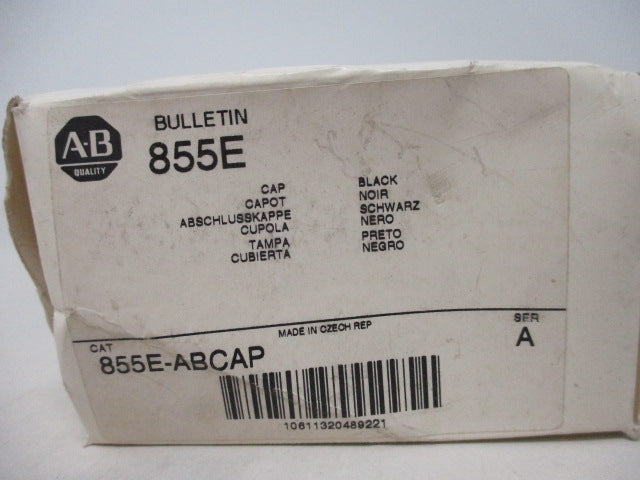 A-B
QUALITY
BULLETIN
855E
CAP BLACK
CAPOT NOIR
ABSCHLUSSKAPPE SCHWARZ
CUPOLA NERO
TAMPA PRETO
CUBIERTA NEGRO
MADE IN CZECH REP
CAT
855E-ABCAP
SER
A
10611320489221